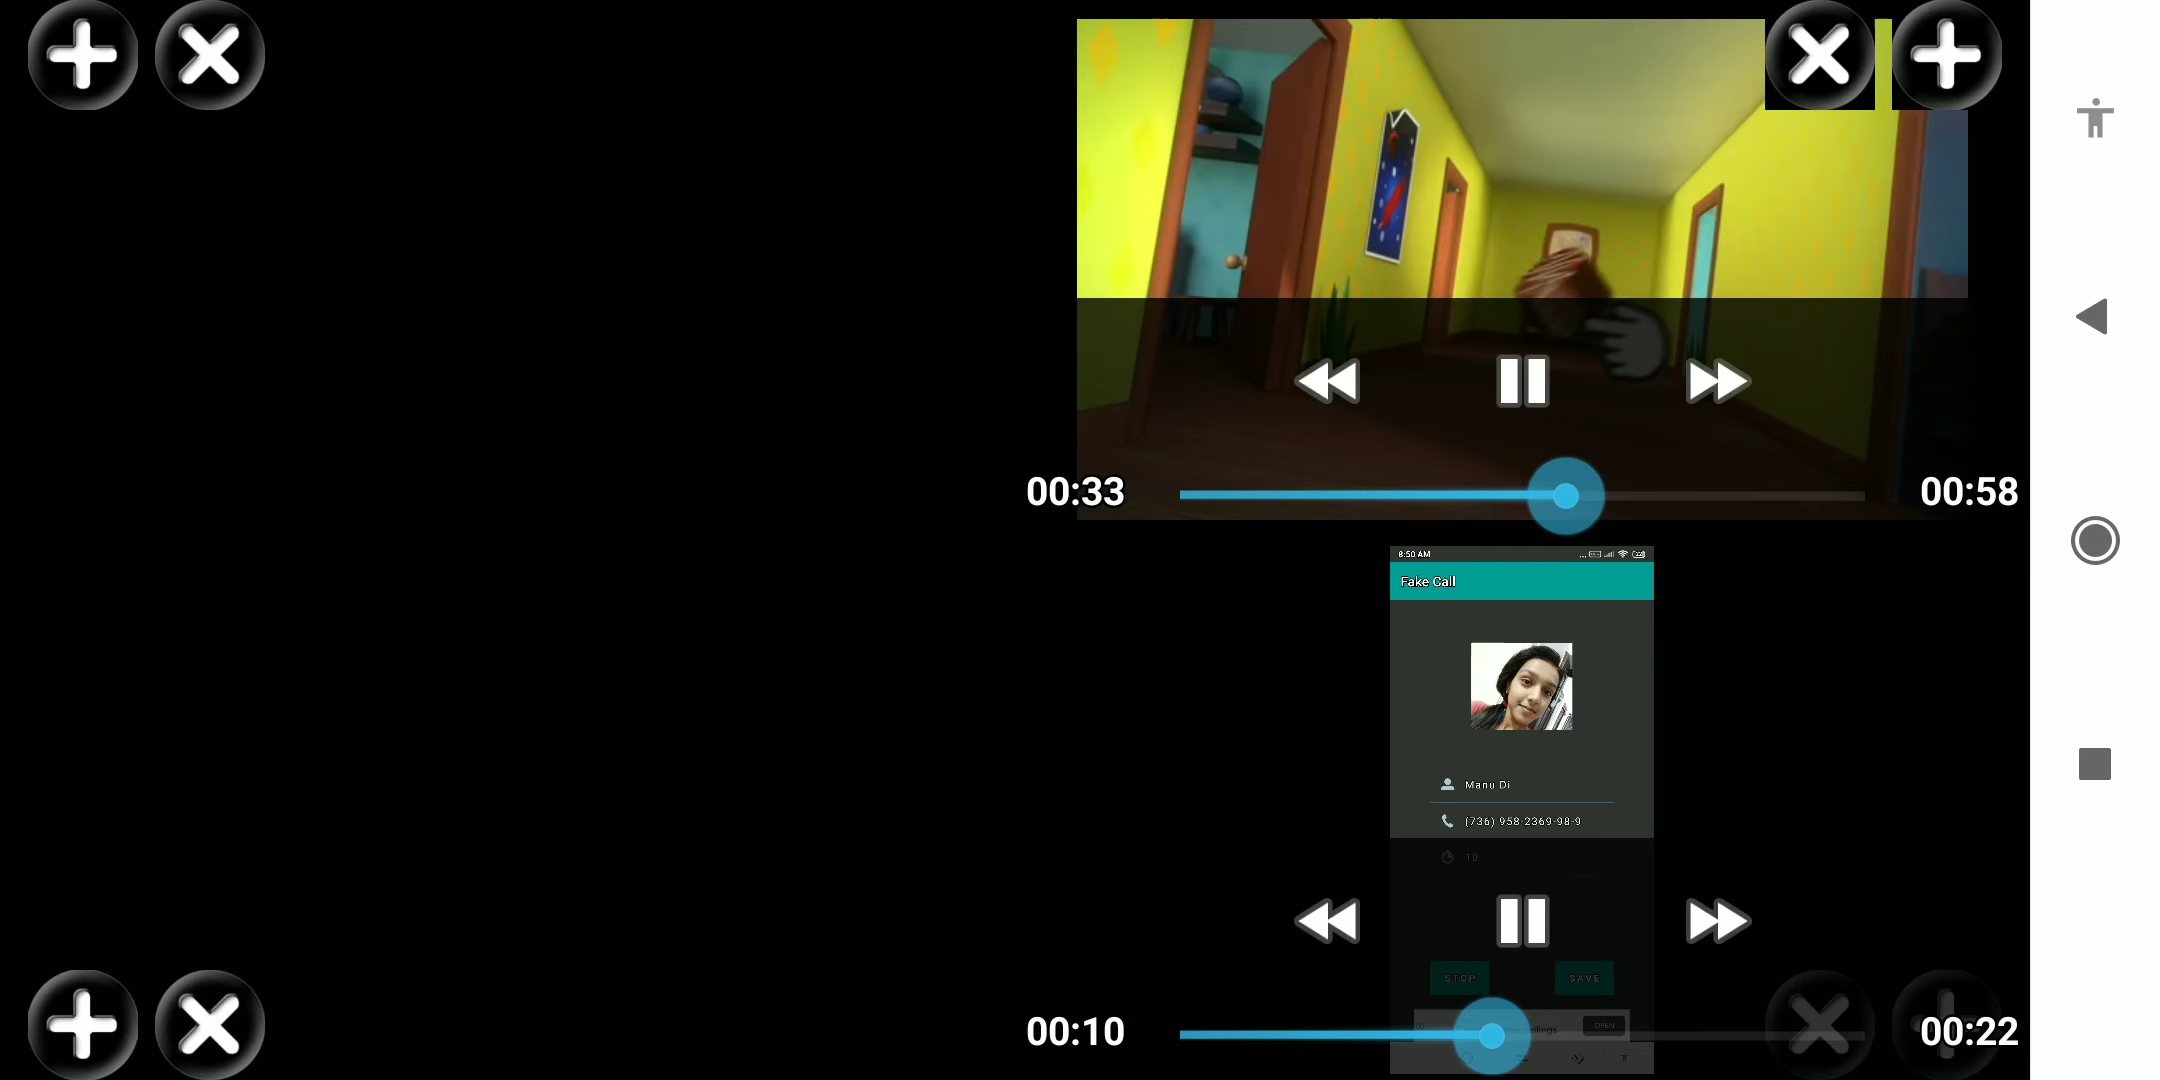 00:33
00:58
8:50 AM
Fake Call
Manu Di
(736) 958-2369-98-9
10
STOP
SAVE
OPEN
00:10
00:22